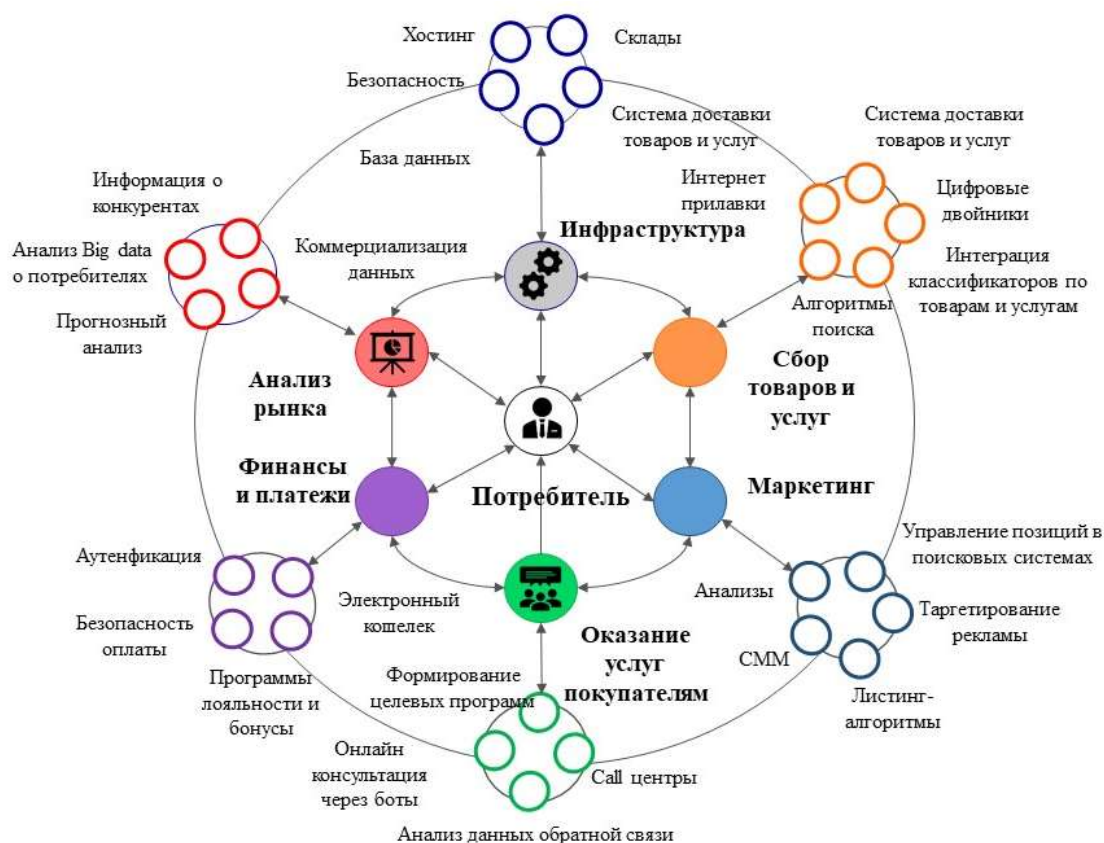 Хостинг
Склады
Безопасность
Система доставки
товаров и услуг
Система доставки
товаров и услуг
База данных
Интернет
прилавки
Цифровые
двойники
Информация о
конкурентах
Инфраструктура
Анализ Big data
о потребителях
Коммерциализация
данных
Интеграция
классификаторов по
товарам и услугам
Прогнозный
анализ
Алгоритмы
поиска
Анализ
рынка
Сбор
товаров и
услуг
Финансы
и платежи
Потребитель
Маркетинг
Аутенфикация
Управление позиций в
поисковых системах
Электронный
кошелек
Анализы
Таргетирование
рекламы
Безопасность
оплаты
Оказание
услуг
покупателям
СММ
Программы
лояльности и
бонусы
Формирование
целевых программ
Листинг-
алгоритмы
Онлайн
консультация
через боты
Call центры
Анализ данных обратной связи